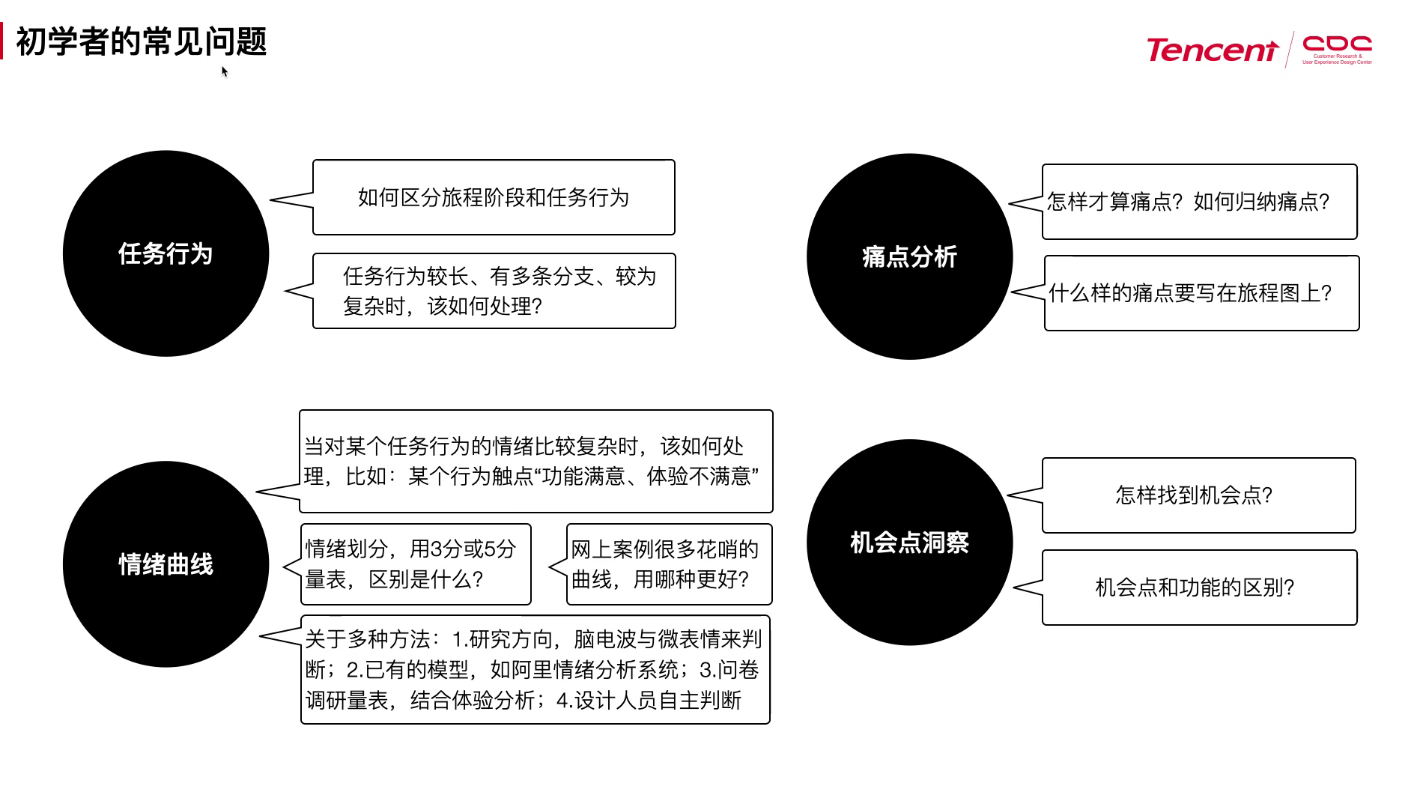 初学者的常见问题
Tencent
CDC
Customer Research &
User Experience Design Center
任务行为
如何区分旅程阶段和任务行为
任务行为较长、有多条分支、较为
复杂时，该如何处理？
痛点分析
怎样才算痛点？如何归纳痛点？
什么样的痛点要写在旅程图上？
情绪曲线
当对某个任务行为的情绪比较复杂时，该如何处
理，比如：某个行为触点“功能满意、体验不满意”
情绪划分，用3分或5分
量表，区别是什么？
网上案例很多花哨的
曲线，用哪种更好？
关于多种方法：1.研究方向，脑电波与微表情来判
断；2.已有的模型，如阿里情绪分析系统；3.问卷
调研量表，结合体验分析；4.设计人员自主判断
机会点洞察
怎样找到机会点？
机会点和功能的区别？